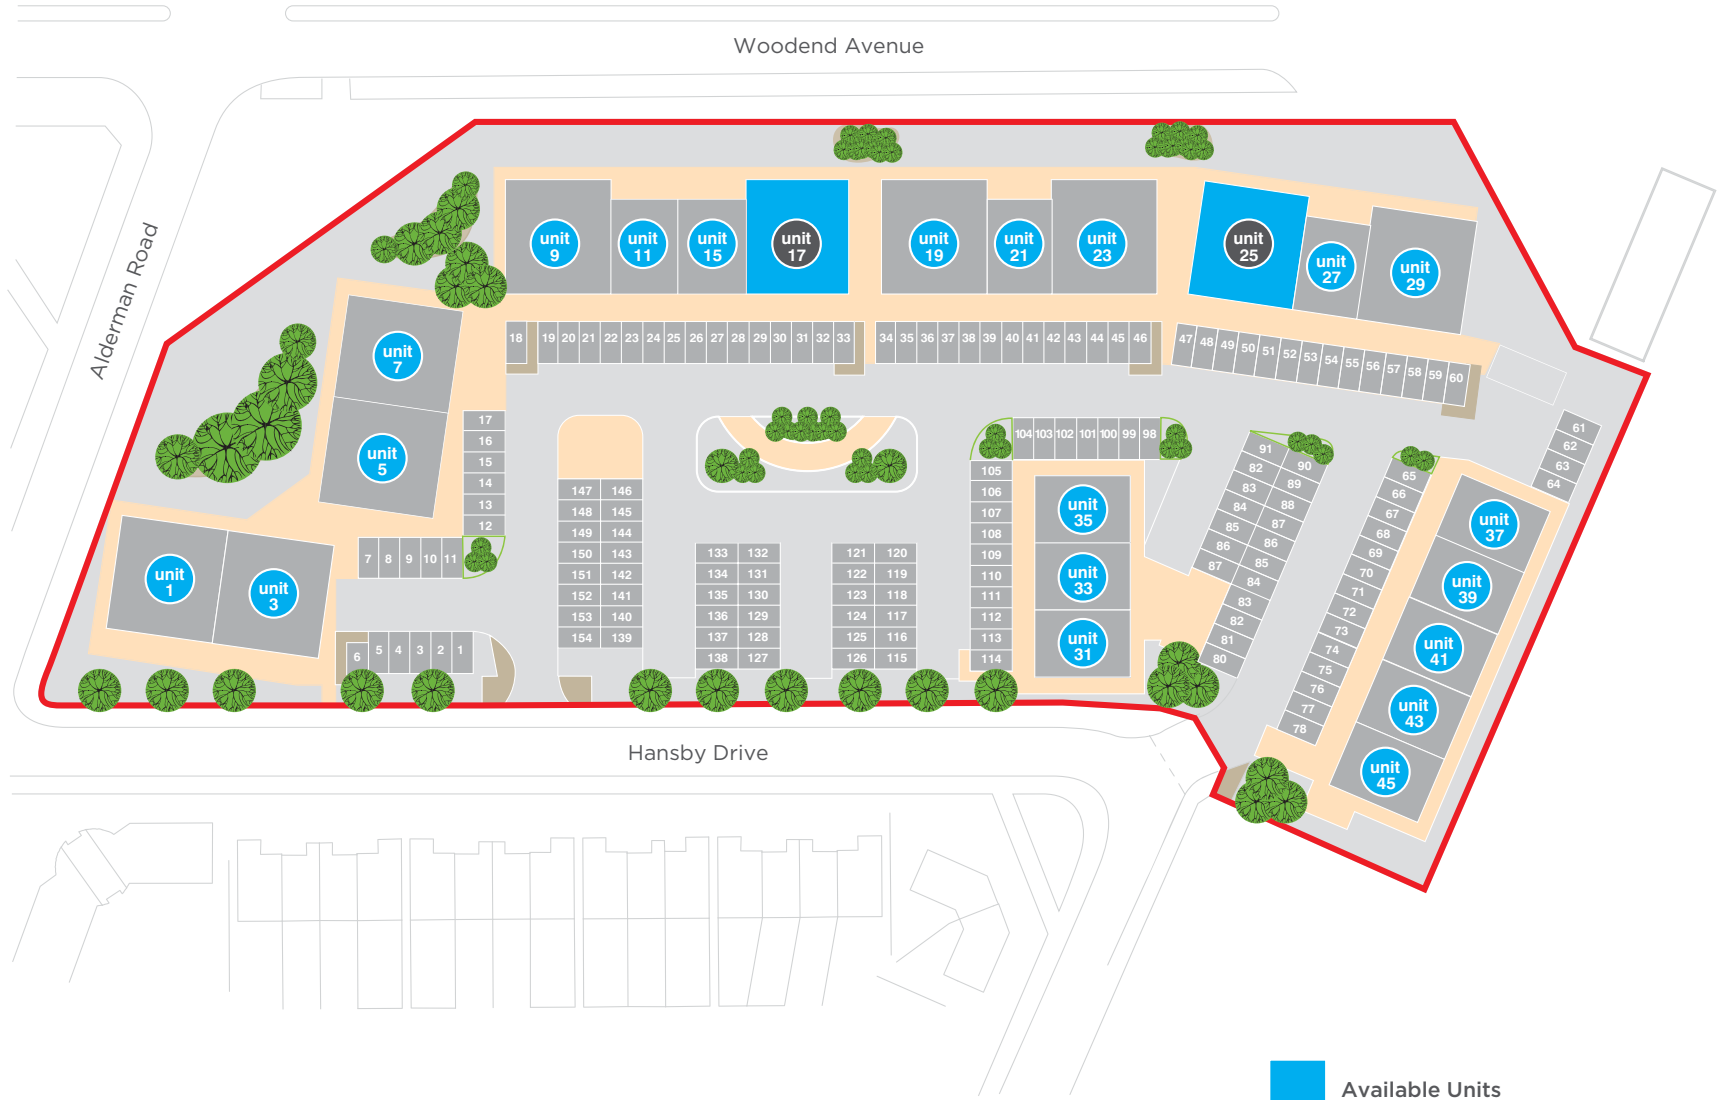 Woodend Avenue
Alderman Road
unit
9
unit
11
unit
15
unit
17
unit
19
unit
21
unit
23
unit
25
unit
27
unit
29
18 19 20 21 22 23 24 25 26 27 28 29 30 31 32 33
34 35 36 37 38 39 40 41 42 43 44 45 46
47 48 49 50 51 52 53 54 55 56 57 58 59 60
61
62
63
64
unit
7
unit
5
17
16
15
14
13
12
7 8 9 10 11
unit
1
unit
3
6 5 4 3 2 1
147 146
148 145
149 144
150 143
151 142
152 141
153 140
154 139
133 132
134 131
135 130
136 129
137 128
138 127
121 120
122 119
123 118
124 117
125 116
126 115
104 103 102 101 100 99 98
105
106
107
108
109
110
111
112
113
114
unit
35
unit
33
unit
31
91
82
83
84
85
86
87
90
89
88
87
86
85
84
83
82
81
80
65
66
67
68
69
70
71
72
73
74
75
76
77
78
unit
37
unit
39
unit
41
unit
43
unit
45
Hansby Drive
Available Units